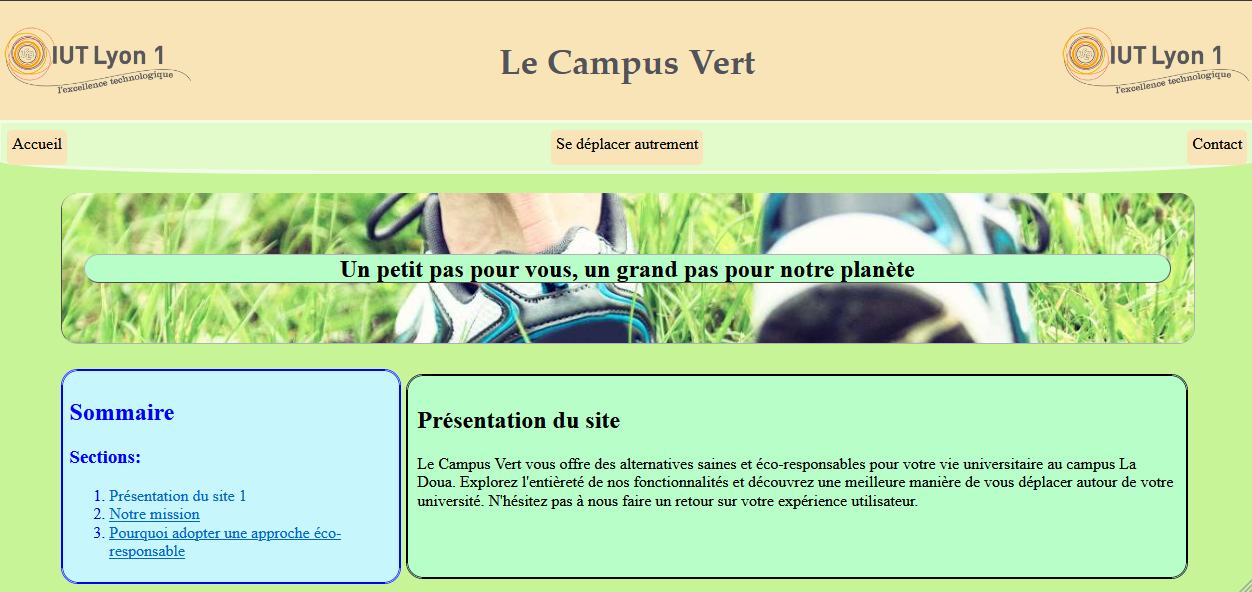 IUT Lyon 1
l'excellence technologique
Le Campus Vert
IUT Lyon 1
l'excellence technologique
Accueil
Se déplacer autrement
Contact
Un petit pas pour vous, un grand pas pour notre planète
Sommaire
Sections:
1. Présentation du site 1
2. Notre mission
3. Pourquoi adopter une approche éco-
responsable
Présentation du site
Le Campus Vert vous offre des alternatives saines et éco-responsables pour votre vie universitaire au campus La
Doua. Explorez l'entièreté de nos fonctionnalités et découvrez une meilleure manière de vous déplacer autour de votre
université. N'hésitez pas à nous faire un retour sur votre expérience utilisateur.